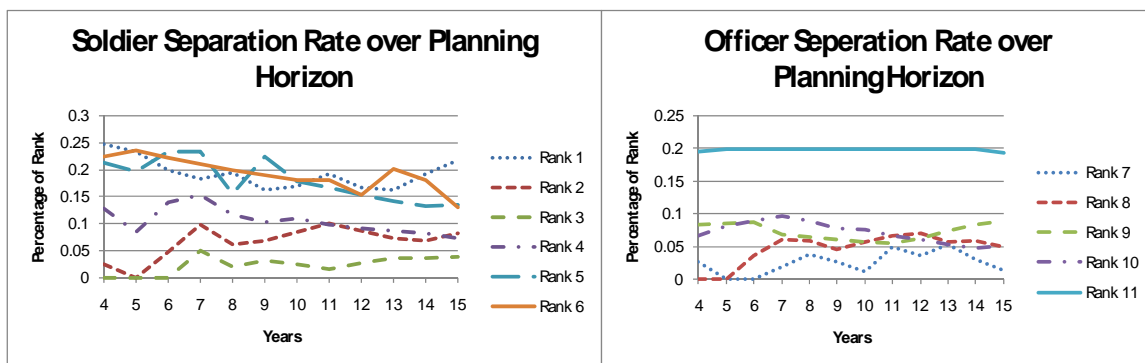 Soldier Separation Rate over Planning
Horizon
Percentage of Rank
0.3
0.25
0.2
0.15
0.1
0.05
0
4 5 6 7 8 9 10 11 12 13 14 15
Years
Rank 1
Rank 2
Rank 3
Rank 4
Rank 5
Rank 6
Officer Seperation Rate over
Planning Horizon
Percentage of Rank
0.25
0.2
0.15
0.1
0.05
0
4 5 6 7 8 9 10 11 12 13 14 15
Years
Rank 7
Rank 8
Rank 9
Rank 10
Rank 11